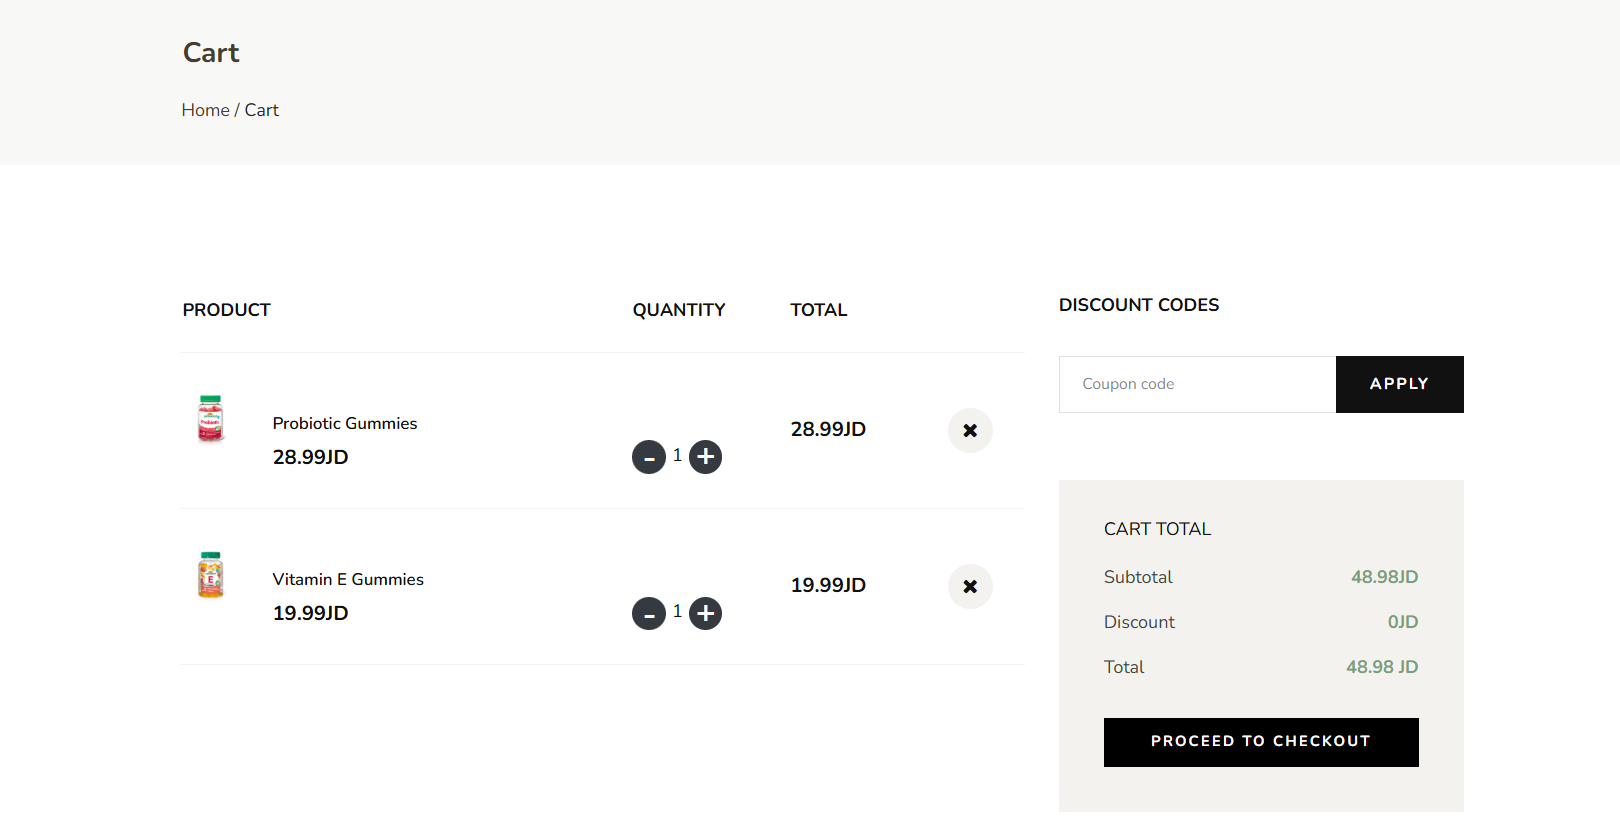 Cart
Home / Cart
PRODUCT QUANTITY TOTAL
Probiotic Gummies
28.99JD
- 1 +
28.99JD
✖
Vitamin E Gummies
19.99JD
- 1 +
19.99JD
✖
DISCOUNT CODES
Coupon code APPLY
CART TOTAL
Subtotal 48.98JD
Discount 0JD
Total 48.98 JD
PROCEED TO CHECKOUT
Probiotic
E